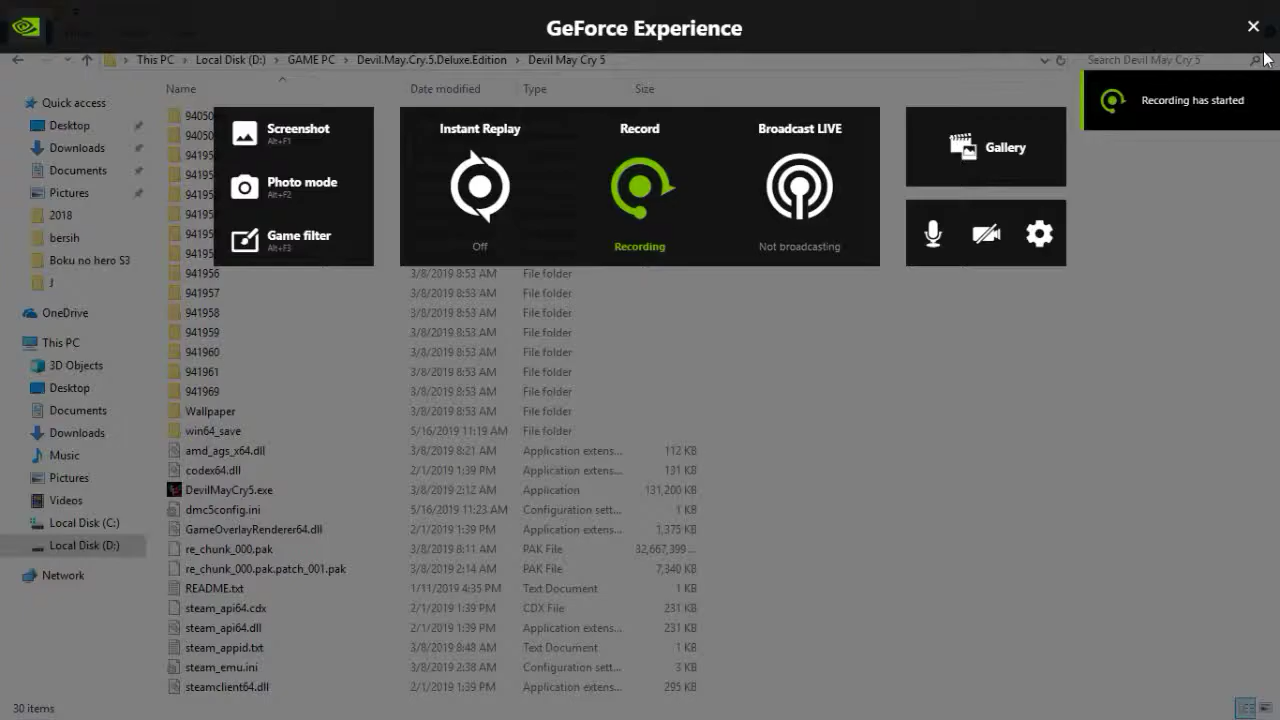 GeForce Experience
This PC > Local Disk (D:) > GAME PC > Devil.May.Cry.5.Deluxe.Edition > Devil May Cry 5
Search Devil May Cry 5
Recording has started
Name Date modified Type Size
Screenshot
Alt+F1
Photo mode
Alt+F2
Game filter
Alt+F3
Instant Replay
Off
Record
Recording
Broadcast LIVE
Not broadcasting
Gallery
Quick access
Desktop
Downloads
Documents
Pictures
2018
bersih
Boku no hero S3
J
OneDrive
This PC
3D Objects
Desktop
Documents
Downloads
Music
Pictures
Videos
Local Disk (C:)
Local Disk (D:)
Network
94050
94050
94195
94195
94195
94195
94195
94195
941956 3/8/2019 8:53 AM File folder
941957 3/8/2019 8:53 AM File folder
941958 3/8/2019 8:53 AM File folder
941959 3/8/2019 8:53 AM File folder
941960 3/8/2019 8:53 AM File folder
941961 3/8/2019 8:53 AM File folder
941969 3/8/2019 8:53 AM File folder
Wallpaper 3/8/2019 8:53 AM File folder
win64_save 5/16/2019 11:19 AM File folder
amd_ags_x64.dll 3/8/2019 8:21 AM Application extens... 112 KB
codex64.dll 2/1/2019 1:39 PM Application extens... 131 KB
DevilMayCry5.exe 3/8/2019 2:12 AM Application 131,200 KB
dmc5config.ini 5/16/2019 11:23 AM Configuration sett... 1 KB
GameOverlayRenderer64.dll 2/1/2019 1:39 PM Application extens... 1,375 KB
re_chunk_000.pak 3/8/2019 8:11 AM PAK File 32,667,399 ...
re_chunk_000.pak.patch_001.pak 3/8/2019 2:14 AM PAK File 7,340 KB
README.txt 1/11/2019 4:35 PM Text Document 1 KB
steam_api64.cdx 2/1/2019 1:39 PM CDX File 231 KB
steam_api64.dll 2/1/2019 1:39 PM Application extens... 231 KB
steam_appid.txt 3/8/2019 8:48 AM Text Document 1 KB
steam_emu.ini 3/8/2019 2:38 AM Configuration sett... 3 KB
steamclient64.dll 2/1/2019 1:39 PM Application extens... 295 KB
30 items